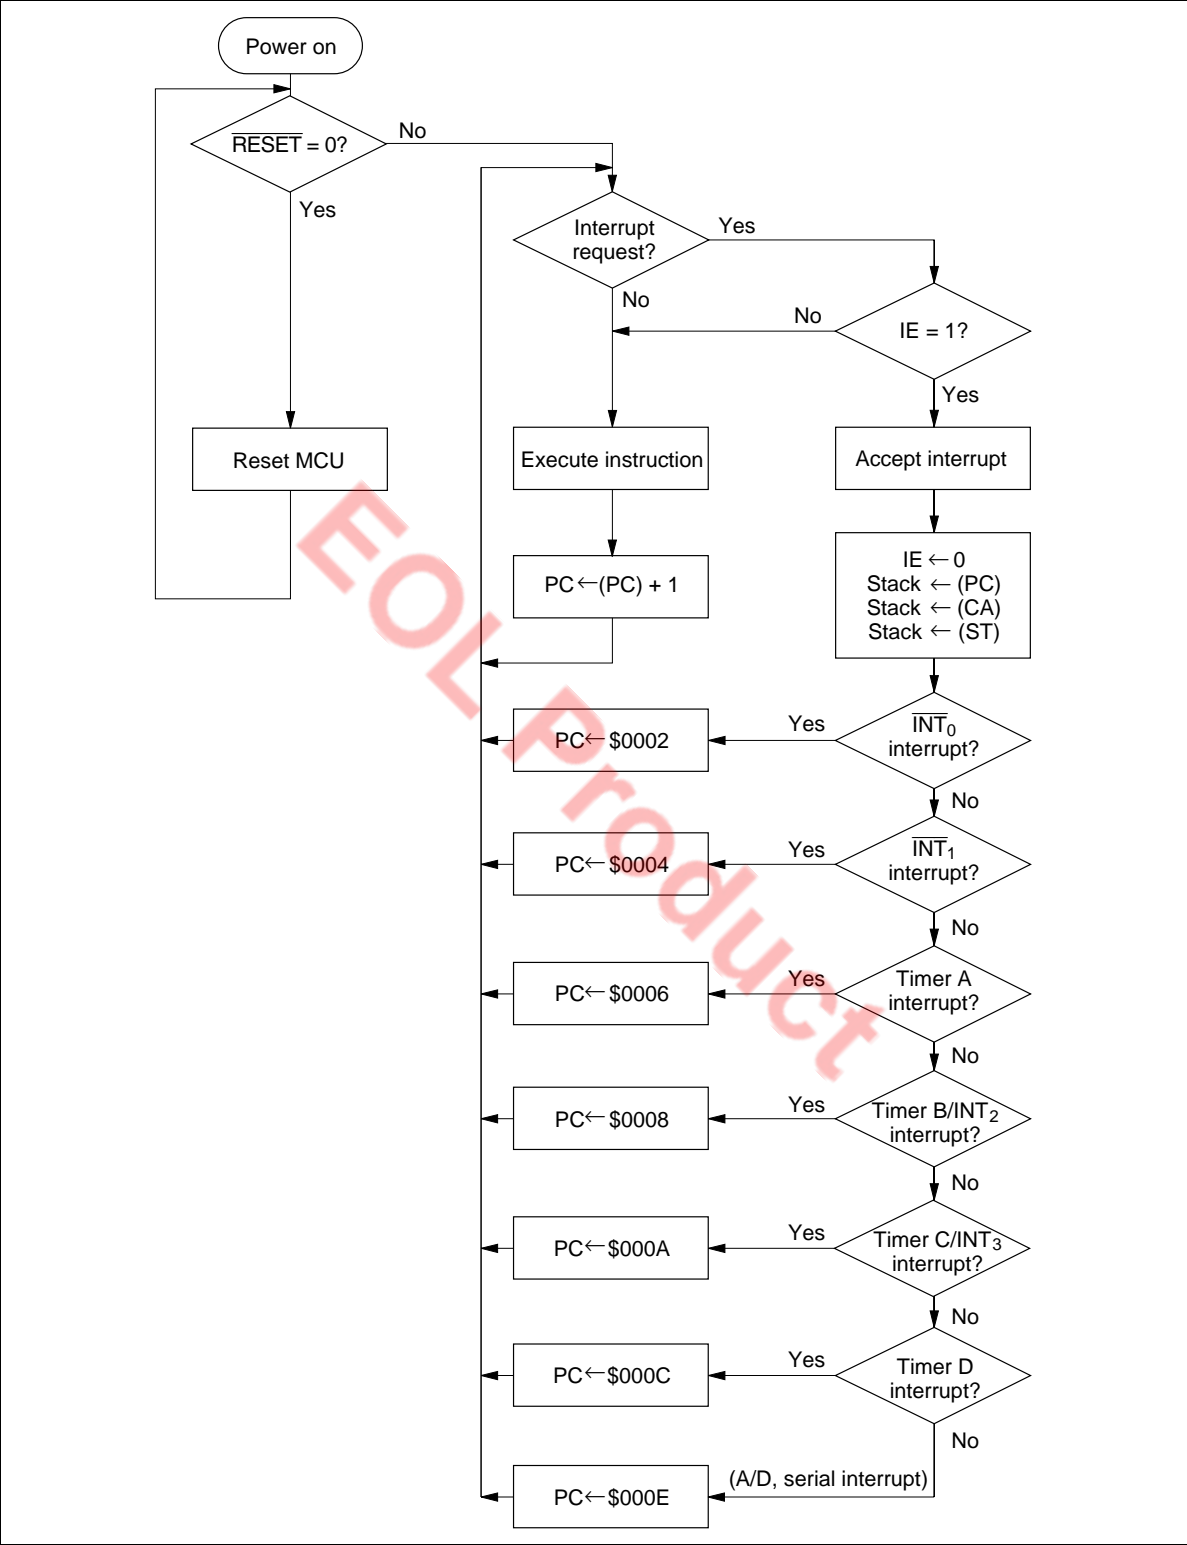 Power on
RESET = 0?
No
Yes
Interrupt
request?
Yes
No
No
IE = 1?
Yes
Reset MCU
Execute instruction
Accept interrupt
PC←(PC) + 1
IE ← 0
Stack ← (PC)
Stack ← (CA)
Stack ← (ST)
PC←$0002
Yes
INT0
interrupt?
No
PC←$0004
Yes
INT1
interrupt?
No
PC←$0006
Yes
Timer A
interrupt?
No
PC←$0008
Yes
Timer B/INT2
interrupt?
No
PC←$000A
Yes
Timer C/INT3
interrupt?
No
PC←$000C
Yes
Timer D
interrupt?
No
PC←$000E
(A/D, serial interrupt)
EOL Product